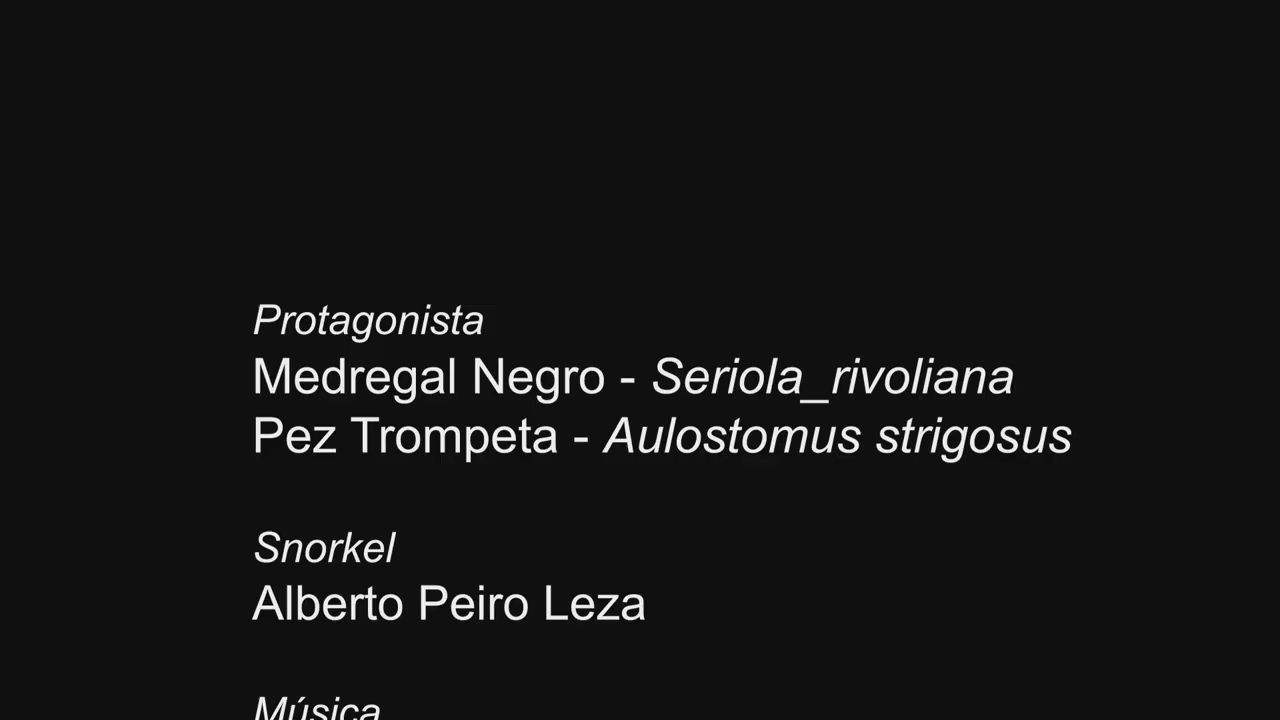 Protagonista
Medregal Negro - Seriola_rivoliana
Pez Trompeta - Aulostomus strigosus
Snorkel
Alberto Peiro Leza
Música